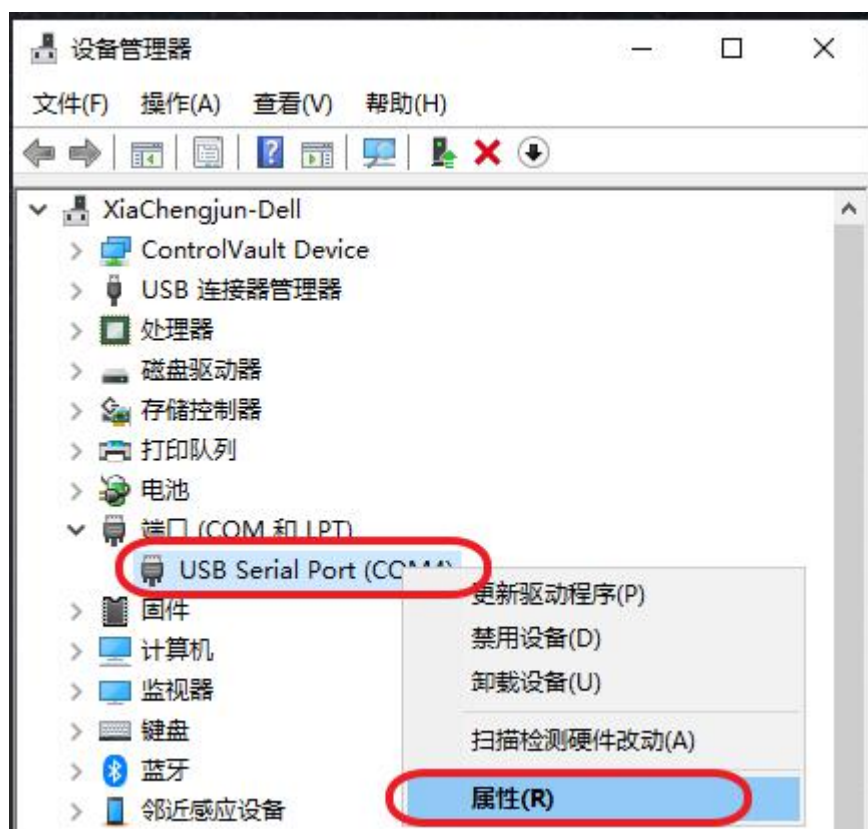 设备管理器
文件(F) 操作(A) 查看(V) 帮助(H)
XiaChengjun-Dell
ControlVault Device
USB 连接器管理器
处理器
磁盘驱动器
存储控制器
打印队列
电池
端口 (COM 和 LPT)
USB Serial Port (COM4)
更新驱动程序(P)
固件
禁用设备(D)
计算机
卸载设备(U)
监视器
键盘
扫描检测硬件改动(A)
蓝牙
属性(R)
邻近感应设备